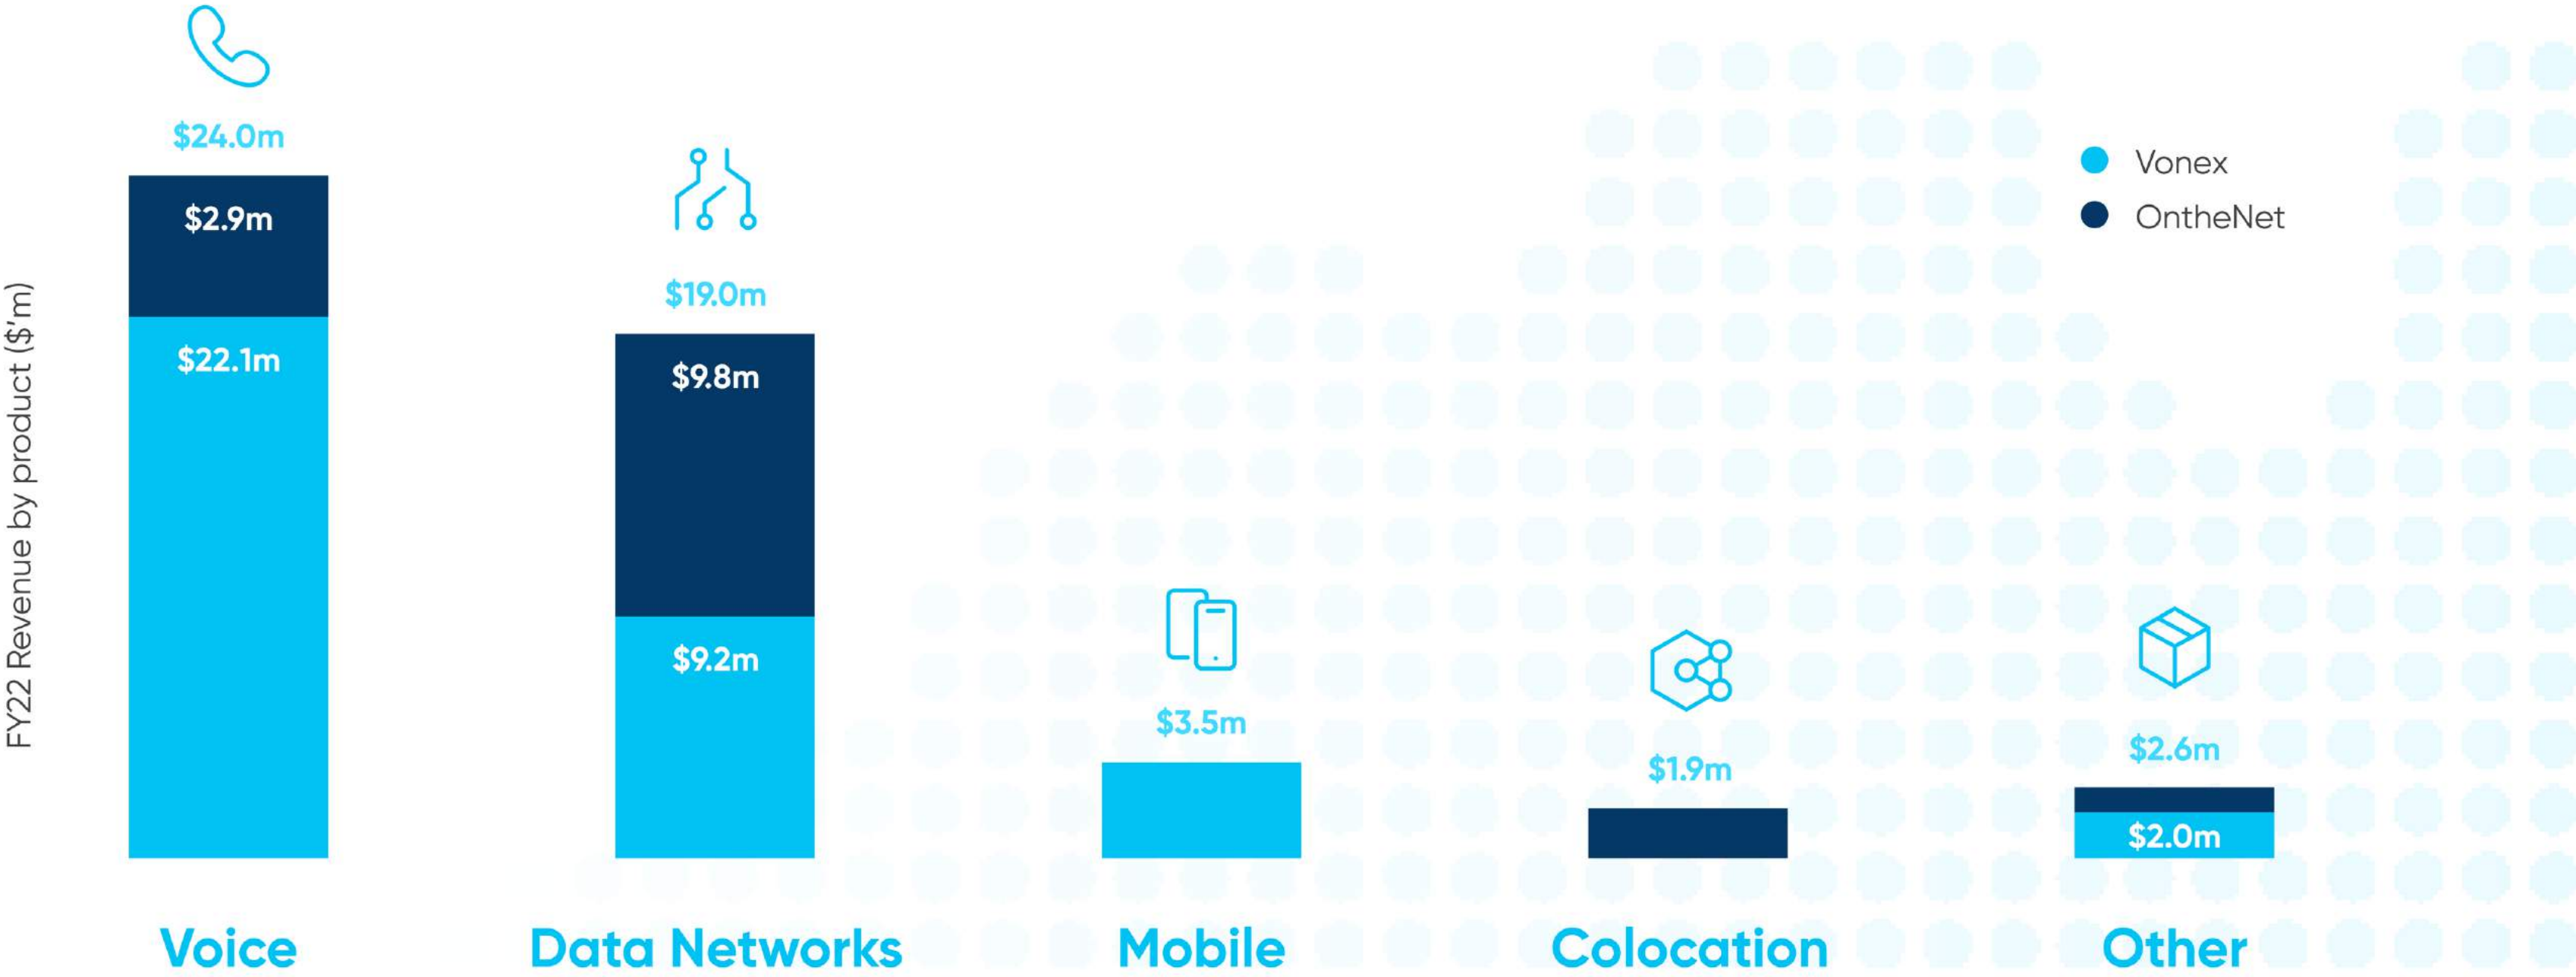 FY22 Revenue by product ($'m)
$24.0m
$2.9m
$22.1m
Voice
$19.0m
$9.8m
$9.2m
Data Networks
$3.5m
Mobile
$1.9m
Colocation
$2.6m
$2.0m
Other
Vonex
OntheNet